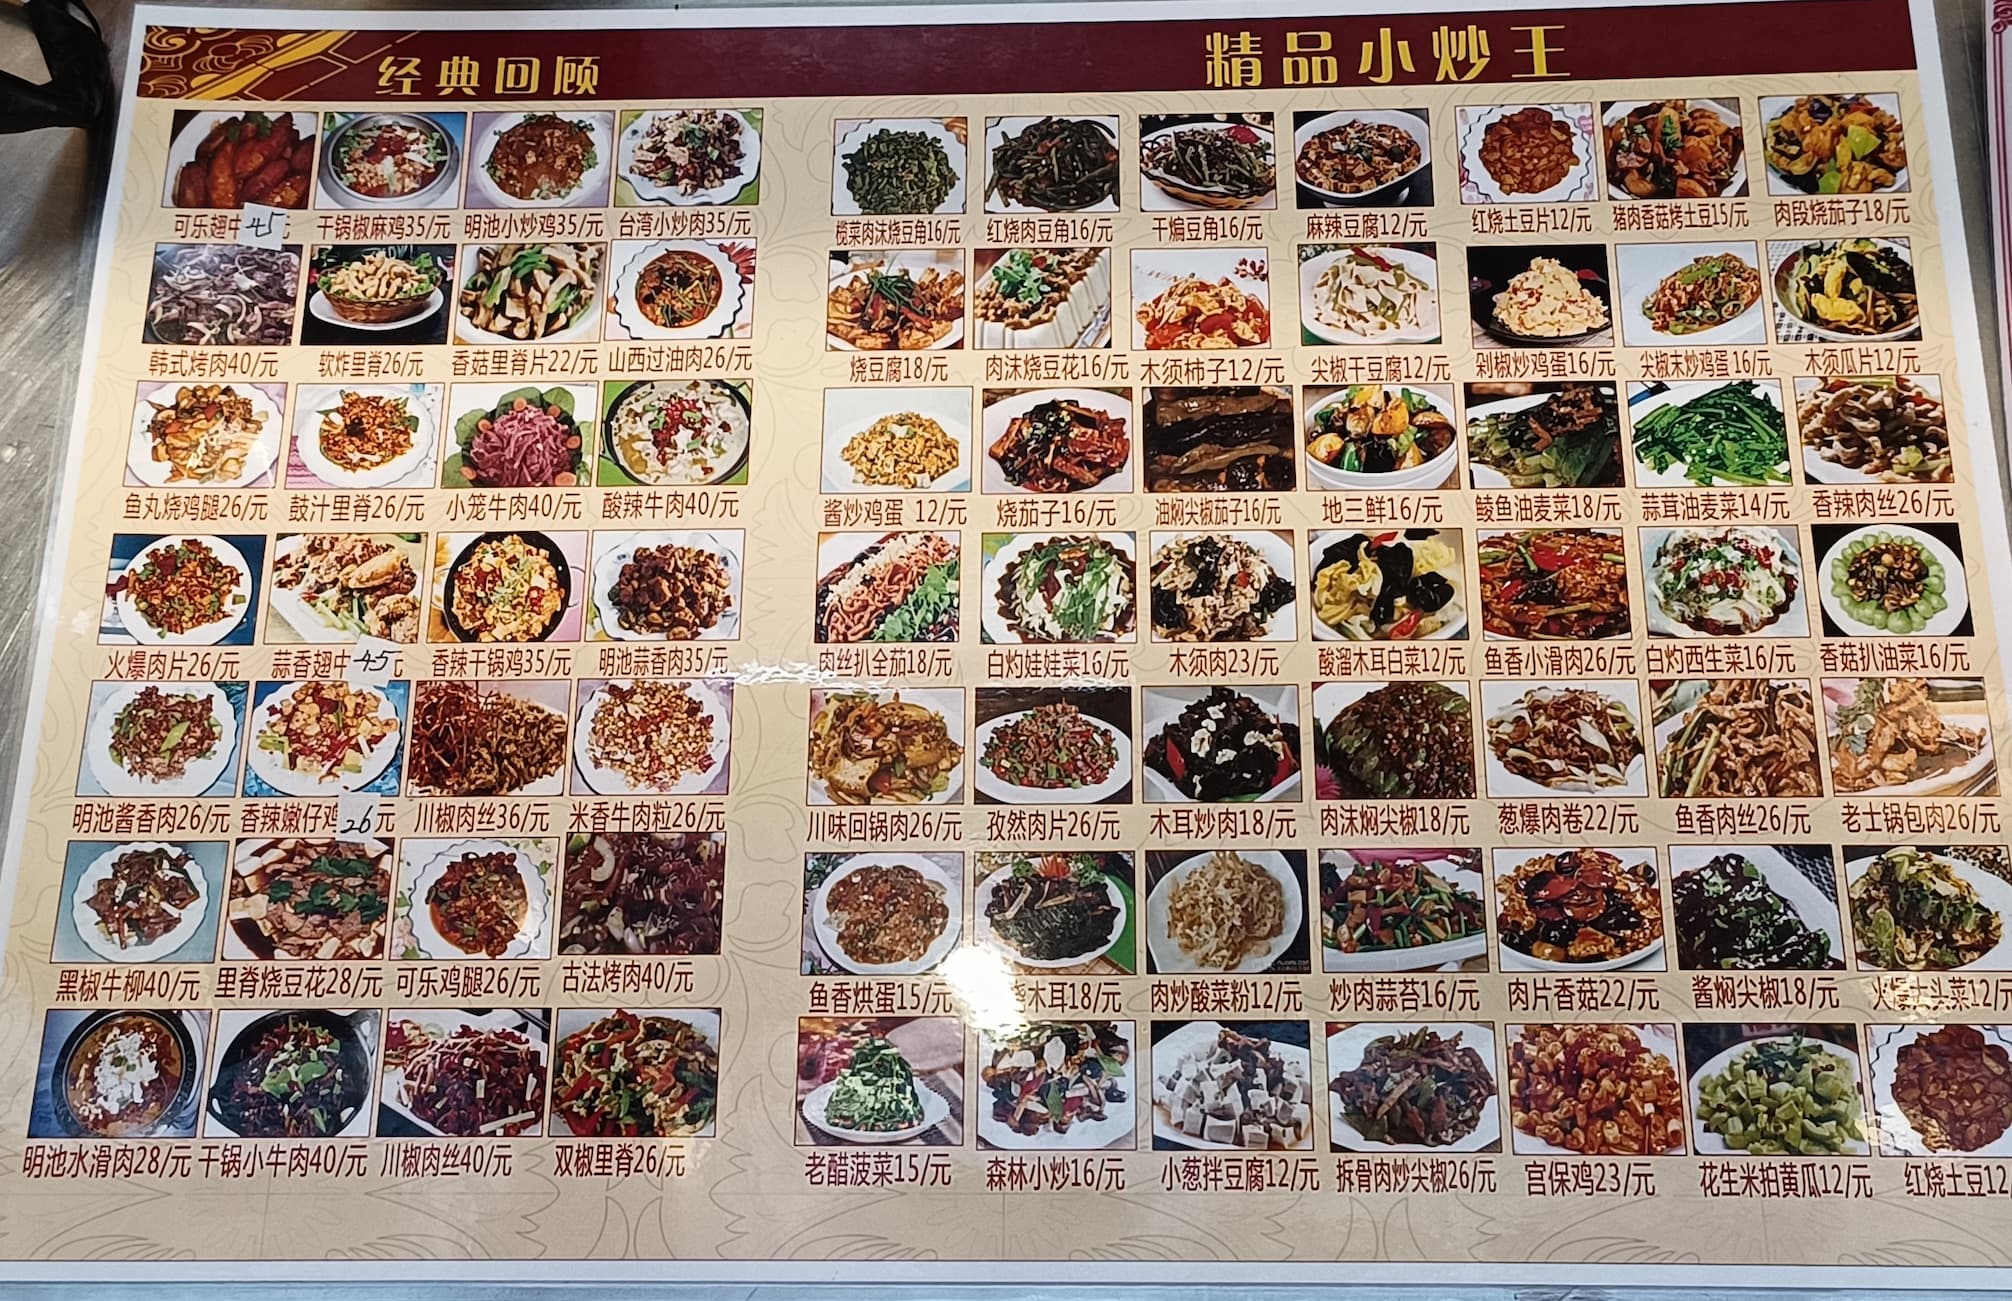 经典回顾
精品小炒王
可乐翅中45元
干锅椒麻鸡35/元
明池小炒鸡35/元
台湾小炒肉35/元
韩式烤肉40/元
软炸里脊26/元
香菇里脊片22/元
山西过油肉26/元
鱼丸烧鸡腿26/元
鼓汁里脊26/元
小笼牛肉40/元
酸辣牛肉40/元
火爆肉片26/元
蒜香翅中45元
香辣干锅鸡35/元
明池蒜香肉35/元
明池酱香肉26/元
香辣嫩仔鸡26元
川椒肉丝36/元
米香牛肉粒26/元
黑椒牛柳40/元
里脊烧豆花28/元
可乐鸡腿26/元
古法烤肉40/元
明池水滑肉28/元
干锅小牛肉40/元
川椒肉丝40/元
双椒里脊26/元
榄菜肉沫烧豆角16/元
红烧肉豆角16/元
干煸豆角16/元
麻辣豆腐12/元
红烧土豆片12/元
猪肉香菇烤土豆15/元
肉段烧茄子18/元
烧豆腐18/元
肉沫烧豆花16/元
木须柿子12/元
尖椒干豆腐12/元
剁椒炒鸡蛋16/元
尖椒末炒鸡蛋 16/元
木须瓜片12/元
酱炒鸡蛋 12/元
烧茄子16/元
油焖尖椒茄子16/元
地三鲜16/元
鲮鱼油麦菜18/元
蒜茸油麦菜14/元
香辣肉丝26/元
肉丝扒全茄18/元
白灼娃娃菜16/元
木须肉23/元
酸溜木耳白菜12/元
鱼香小滑肉26/元
白灼西生菜16/元
香菇扒油菜16/元
川味回锅肉26/元
孜然肉片26/元
木耳炒肉18/元
肉沫焖尖椒18/元
葱爆肉卷22/元
鱼香肉丝26/元
老士锅包肉26/元
鱼香烘蛋15/元
木耳18/元
肉炒酸菜粉12/元
炒肉蒜苔16/元
肉片香菇22/元
酱焖尖椒18/元
火爆大头菜12/元
老醋菠菜15/元
森林小炒16/元
小葱拌豆腐12/元
拆骨肉炒尖椒26/元
宫保鸡23/元
花生米拍黄瓜12/元
红烧土豆12